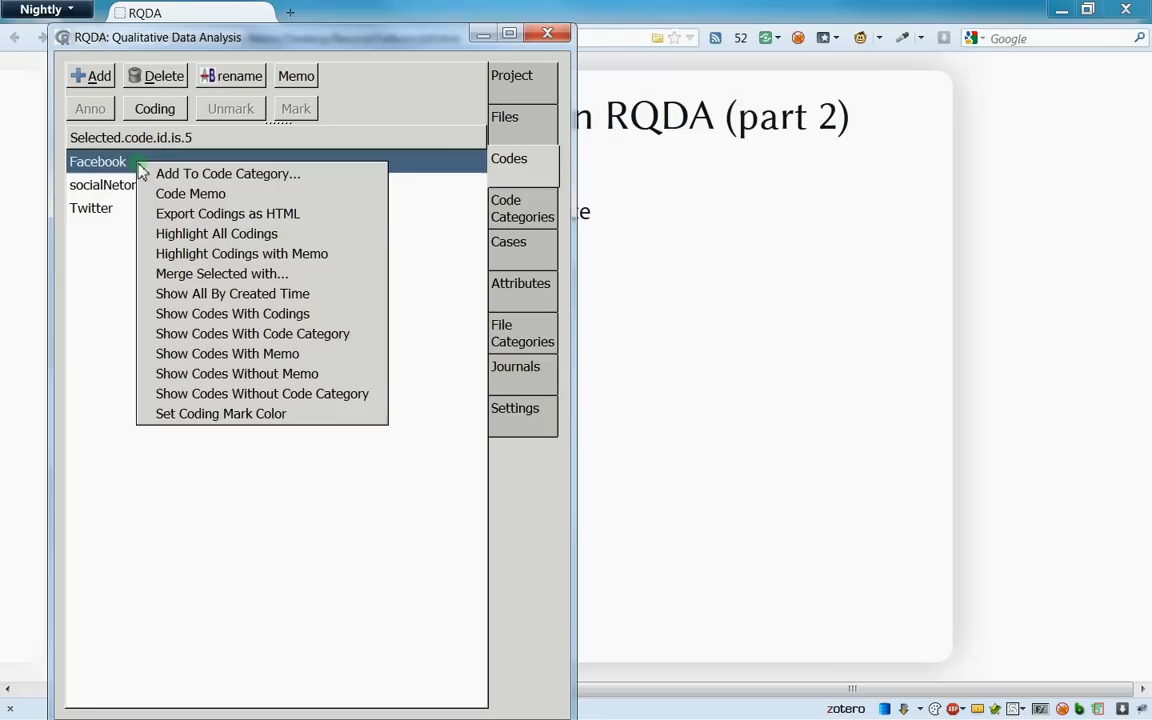 Nightly
RQDA
RQDA: Qualitative Data Analysis
52
Google
Add
Delete
rename
Memo
Anno
Coding
Unmark
Mark
Selected.code.id.is.5
Facebook
socialNetor
Twitter
Add To Code Category...
Code Memo
Export Codings as HTML
Highlight All Codings
Highlight Codings with Memo
Merge Selected with...
Show All By Created Time
Show Codes With Codings
Show Codes With Code Category
Show Codes With Memo
Show Codes Without Memo
Show Codes Without Code Category
Set Coding Mark Color
Project
Files
Codes
Code
Categories
Cases
Attributes
File
Categories
Journals
Settings
n RQDA (part 2)
ce
zotero